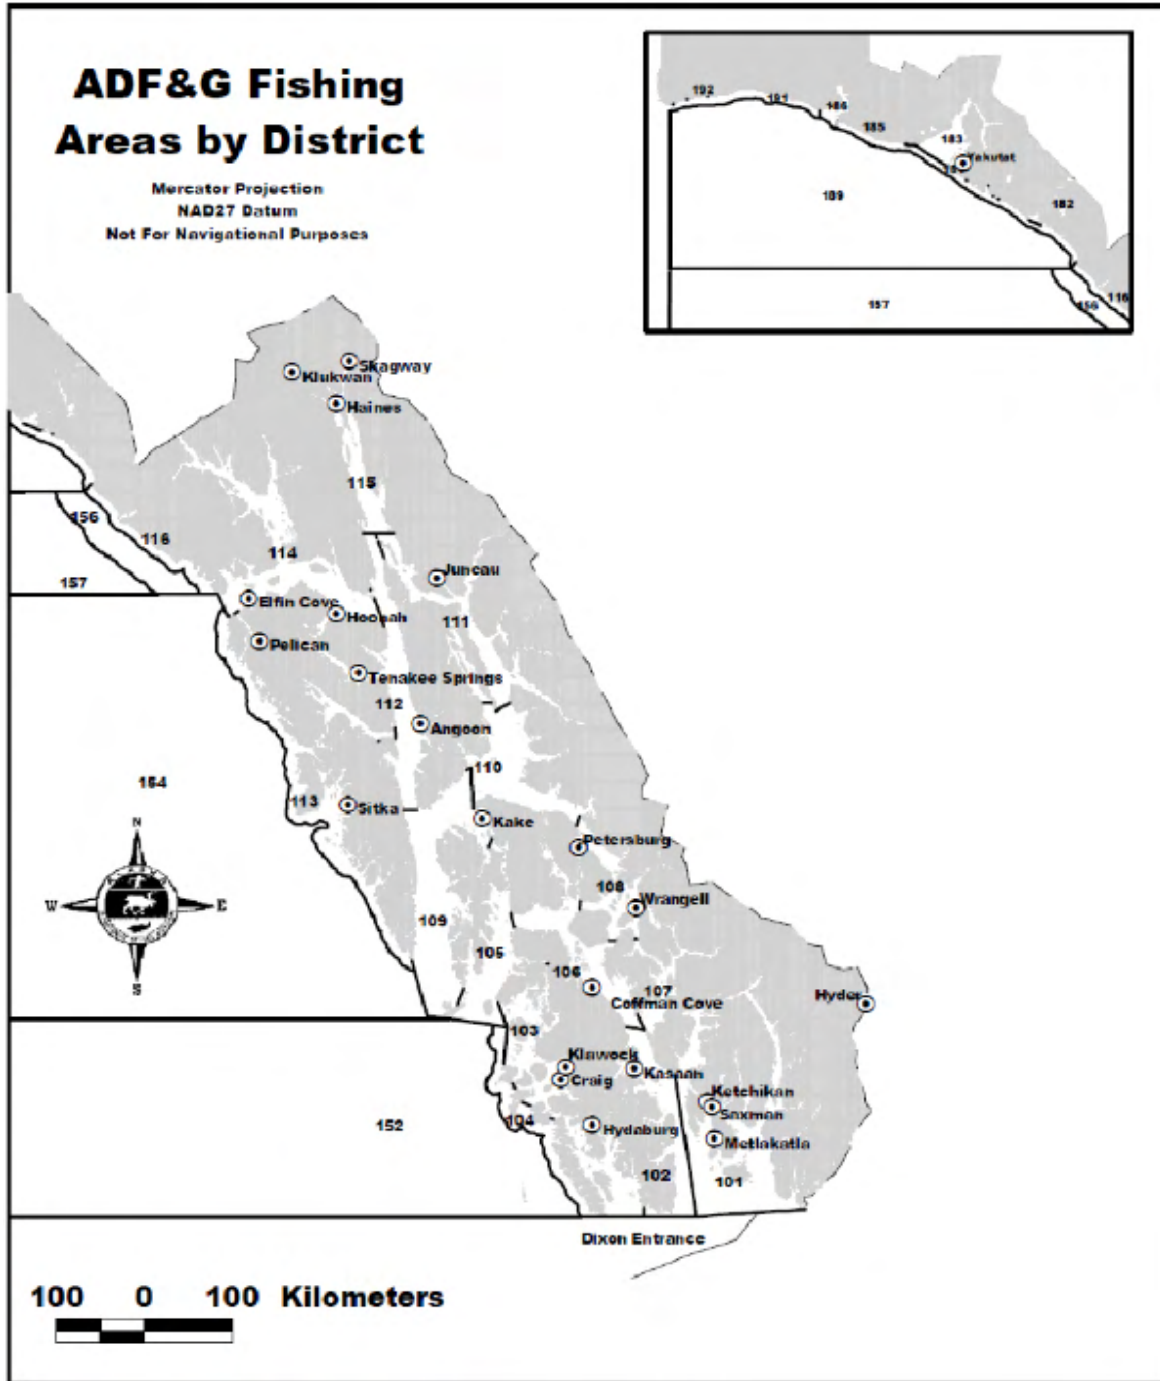 ADF&G Fishing
Areas by District
Mercator Projection
NAD27 Datum
Not For Navigational Purposes
192
191
186
185
183
Yakutat
189
182
157
156
116
Skagway
Klukwan
Haines
115
156
116
114
157
Juneau
Elfin Cove
Hoonah
111
Pelican
Tenakee Springs
112
Angoon
110
154
113
Sitka
Kake
N
Petersburg
108
Wrangell
W
E
109
S
105
106
107
Hyder
Coffman Cove
103
Klawock
Kasaan
Craig
Ketchikan
Saxman
104
152
Hydaburg
Metlakatla
102
101
Dixon Entrance
100 0 100 Kilometers